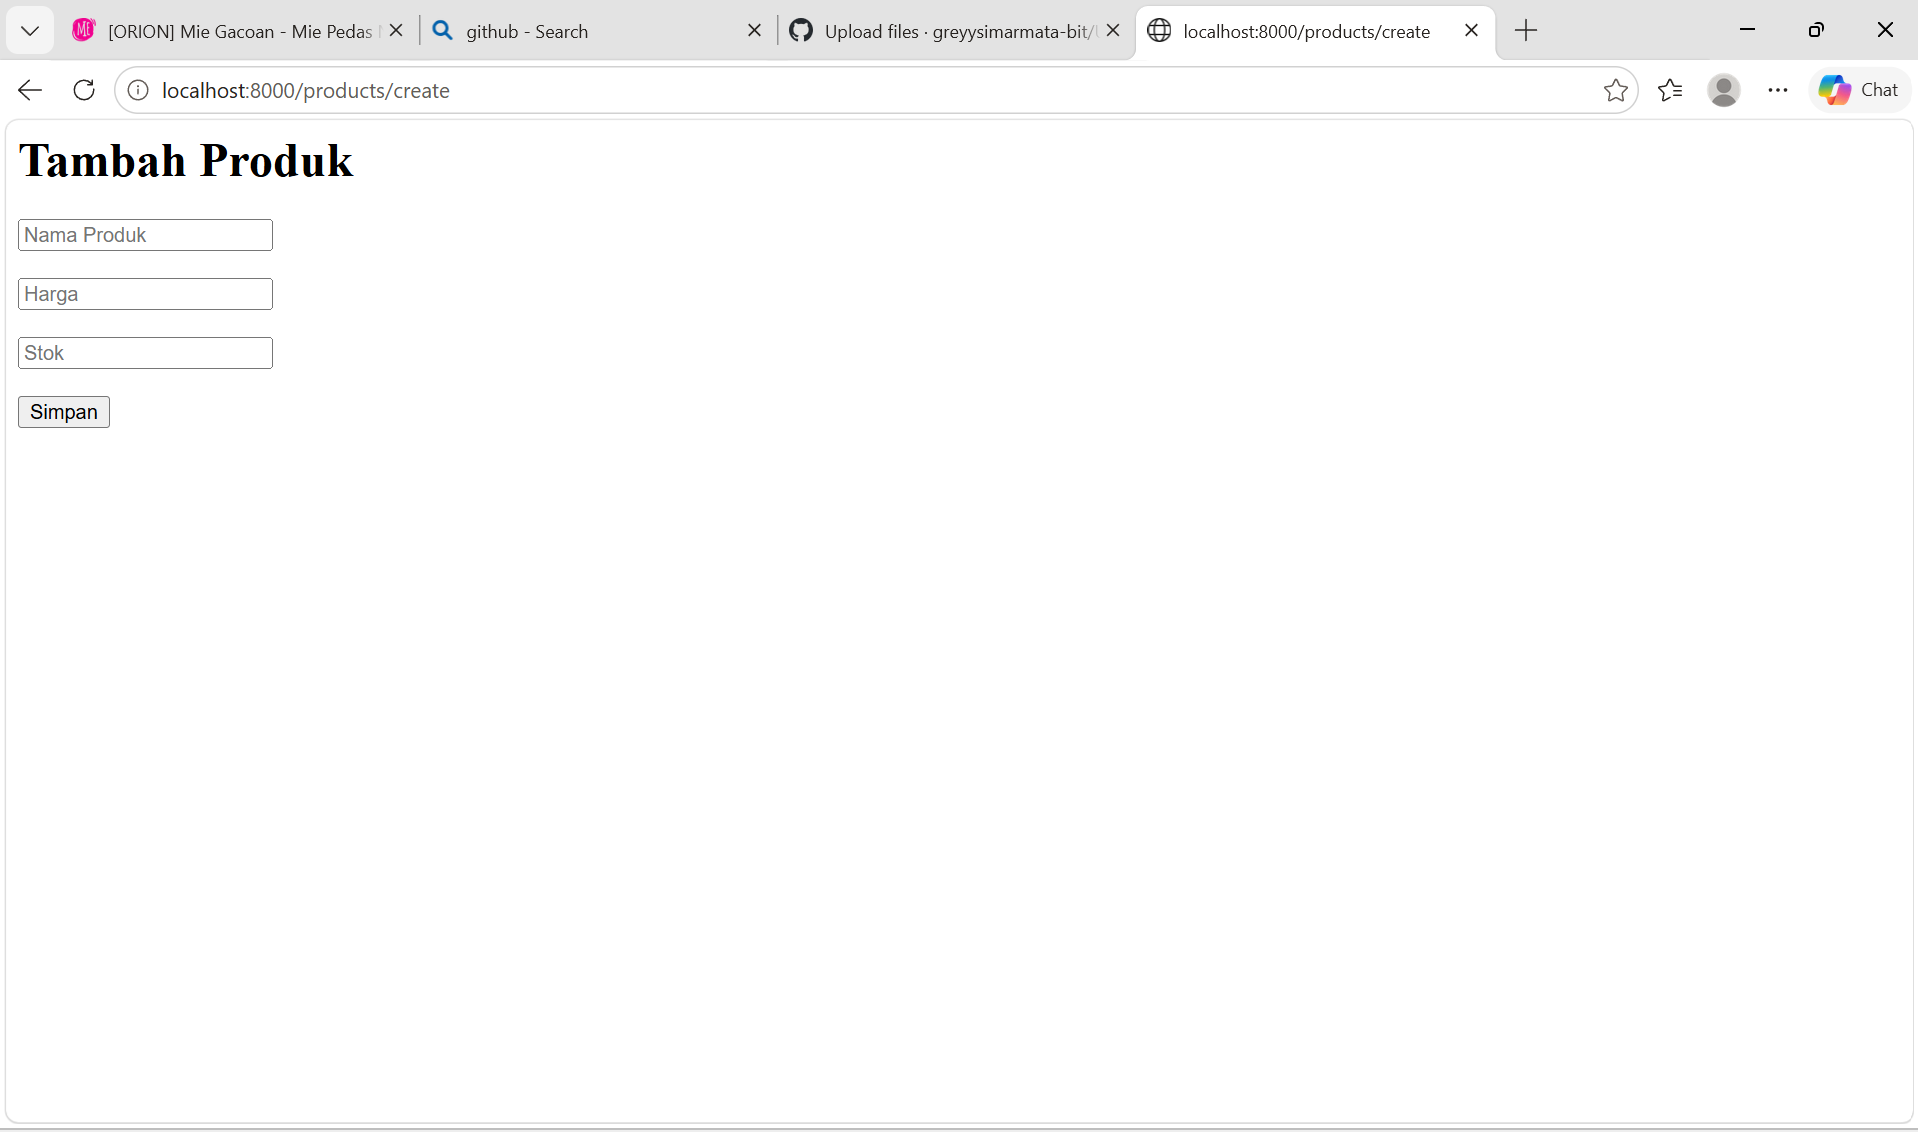 [ORION] Mie Gacoan - Mie Pedas
github - Search
Upload files · greyysimarmata-bit/
localhost:8000/products/create
localhost:8000/products/create
Chat
Tambah Produk
Nama Produk
Harga
Stok
Simpan